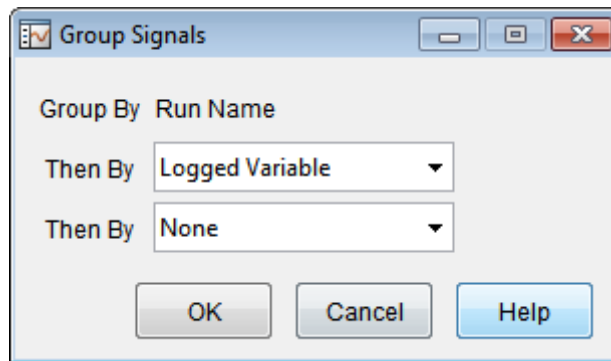 Group Signals
Group By Run Name
Then By Logged Variable
Then By None
OK Cancel Help